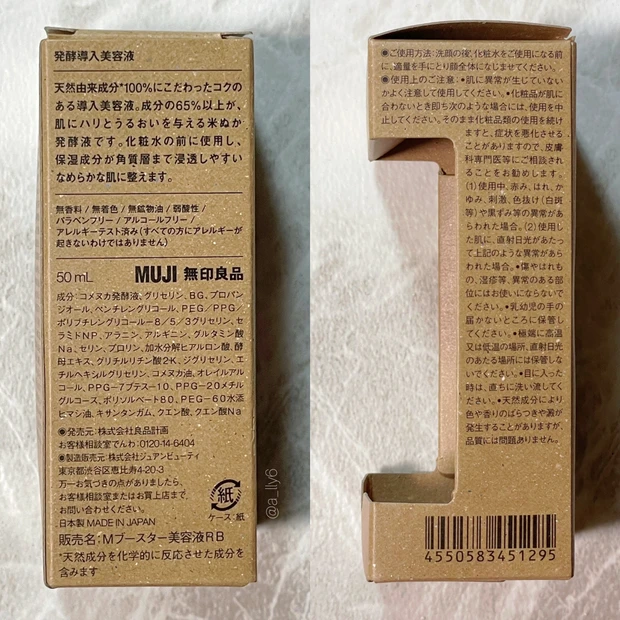 発酵導入美容液
天然由来成分*100%にこだわったコクの
ある導入美容液。成分の65%以上が、
肌にハリとうるおいを与える米ぬか
発酵液です。化粧水の前に使用し、
保湿成分が角質層まで浸透しやすい
なめらかな肌に整えます。
無香料/無着色/無鉱物油/弱酸性/
パラベンフリー/アルコールフリー/
アレルギーテスト済み(すべての方にアレルギーが
起きないわけではありません)
50mL MUJI 無印良品
成分:コメヌカ発酵液、グリセリン、BG、プロパン
ジオール、ペンチレングリコール、PEG/PPG/
ポリブチレングリコール-8/5/3グリセリン、セ
ラミドNP、アラニン、アルギニン、グルタミン酸
Na、セリン、プロリン、加水分解ヒアルロン酸、酵
母エキス、グリチルリチン酸2K、ジグリセリン、エ
チルヘキシルグリセリン、コメヌカ油、オレイルアル
コール、PPG-7ブテス-10、PPG-20メチル
グルコース、ポリソルベート80、PEG-60水添
ヒマシ油、キサンタンガム、クエン酸、クエン酸Na
●発売元:株式会社良品計画
お客様相談室でんわ:0120-14-6404
●製造販売元:株式会社ジュアンビューティ
東京都渋谷区恵比寿4-20-3
万一お気づきの点がありましたら、
お客様相談室またはお買上店まで
お問い合わせください。
日本製 MADE IN JAPAN
紙
ケース:紙
販売名:Mブースター美容液RB
*天然成分を化学的に反応させた成分を
含みます
@a_lly6
●ご使用方法:洗顔の後、化粧水をご使用になる前
に、適量を手にとり顔全体になじませてください。
●使用上のご注意:•肌に異常が生じていない
かよく注意して使用してください。•化粧品が肌に
合わないとき即ち次のような場合には、使用を中
止してください。そのまま化粧品類の使用を続け
ますと、症状を悪化させる
ことがありますので、皮膚
科専門医等にご相談され
ることをお勧めします。
(1)使用中、赤み、はれ、か
ゆみ、刺激、色抜け(白斑
等)や黒ずみ等の異常があ
らわれた場合。(2)使用し
た肌に、直射日光があたっ
て上記のような異常があら
われた場合。•傷やはれも
の、湿疹等、異常のある部
位にはお使いにならないで
ください。•乳幼児の手の
届かないところに保管し
てください。•極端に高温
又は低温の場所、直射日光
のあたる場所には保管しな
いでください。•目に入った
時は、直ちに洗い流してく
ださい。•天然成分により
色や香りのばらつきや澱が
発生することがありますが、
品質には問題ありません。
4550583451295